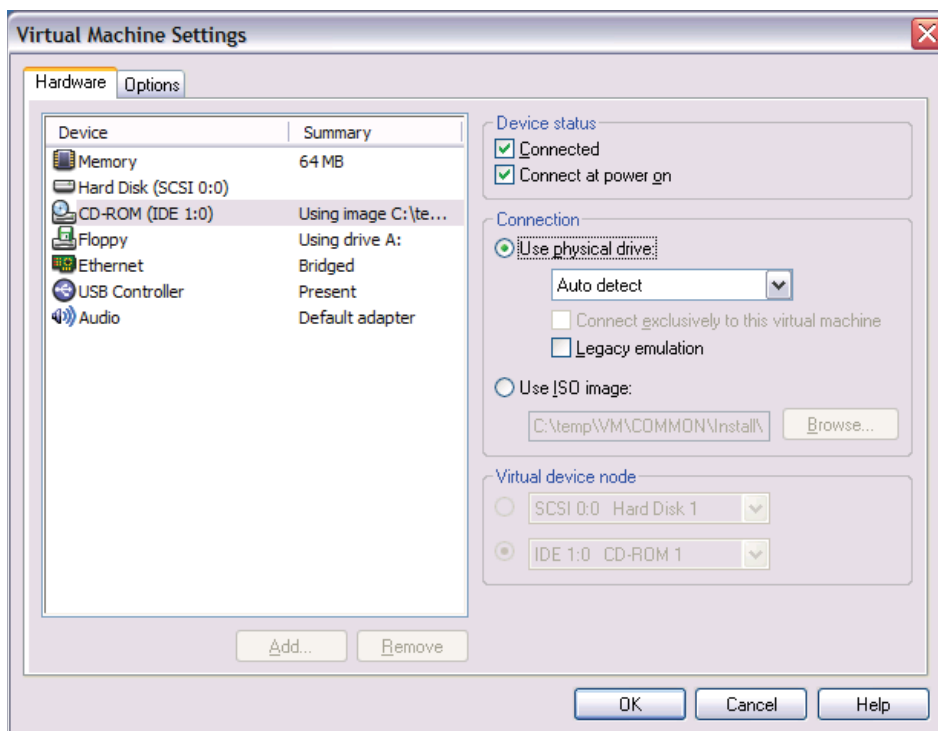 Virtual Machine Settings
Hardware Options
Device Summary
Memory 64 MB
Hard Disk (SCSI 0:0)
CD-ROM (IDE 1:0) Using image C:\te...
Floppy Using drive A:
Ethernet Bridged
USB Controller Present
Audio Default adapter
Add... Remove
Device status
Connected
Connect at power on
Connection
Use physical drive:
Auto detect
Connect exclusively to this virtual machine
Legacy emulation
Use ISO image:
C:\temp\VM\COMMON\Install\ Browse...
Virtual device node
SCSI 0:0 Hard Disk 1
IDE 1:0 CD-ROM 1
OK Cancel Help